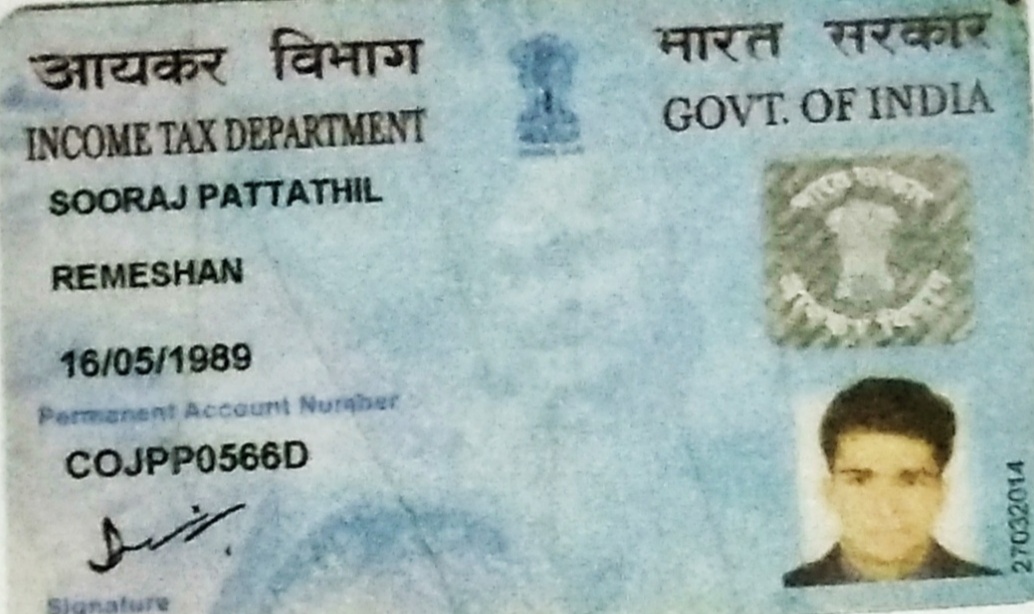 आयकर विभाग
भारत सरकार
INCOME TAX DEPARTMENT
GOVT. OF INDIA
SOORAJ PATTATHIL
REMESHAN
16/05/1989
Permanent Account Number
COJPP0566D
Signature
27032014